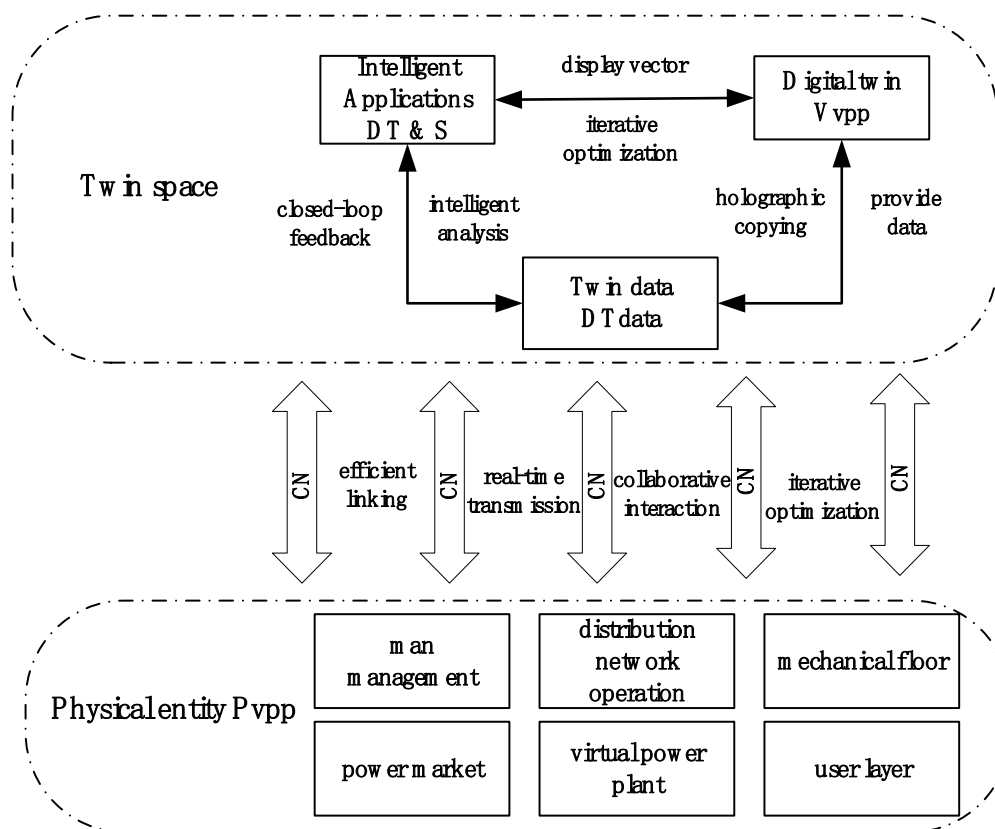 Intelligent
Applications
DT & S
display vector
iterative
optimization
Digital twin
Vvpp
Twin space
closed-loop
feedback
intelligent
analysis
holographic
copying
provide
data
Twin data
DT data
CN
efficient
linking
CN
real-time
transmission
CN
collaborative
interaction
CN
iterative
optimization
CN
Physical entity Pvpp
man
management
distribution
network
operation
mechanical floor
power market
virtual power
plant
user layer